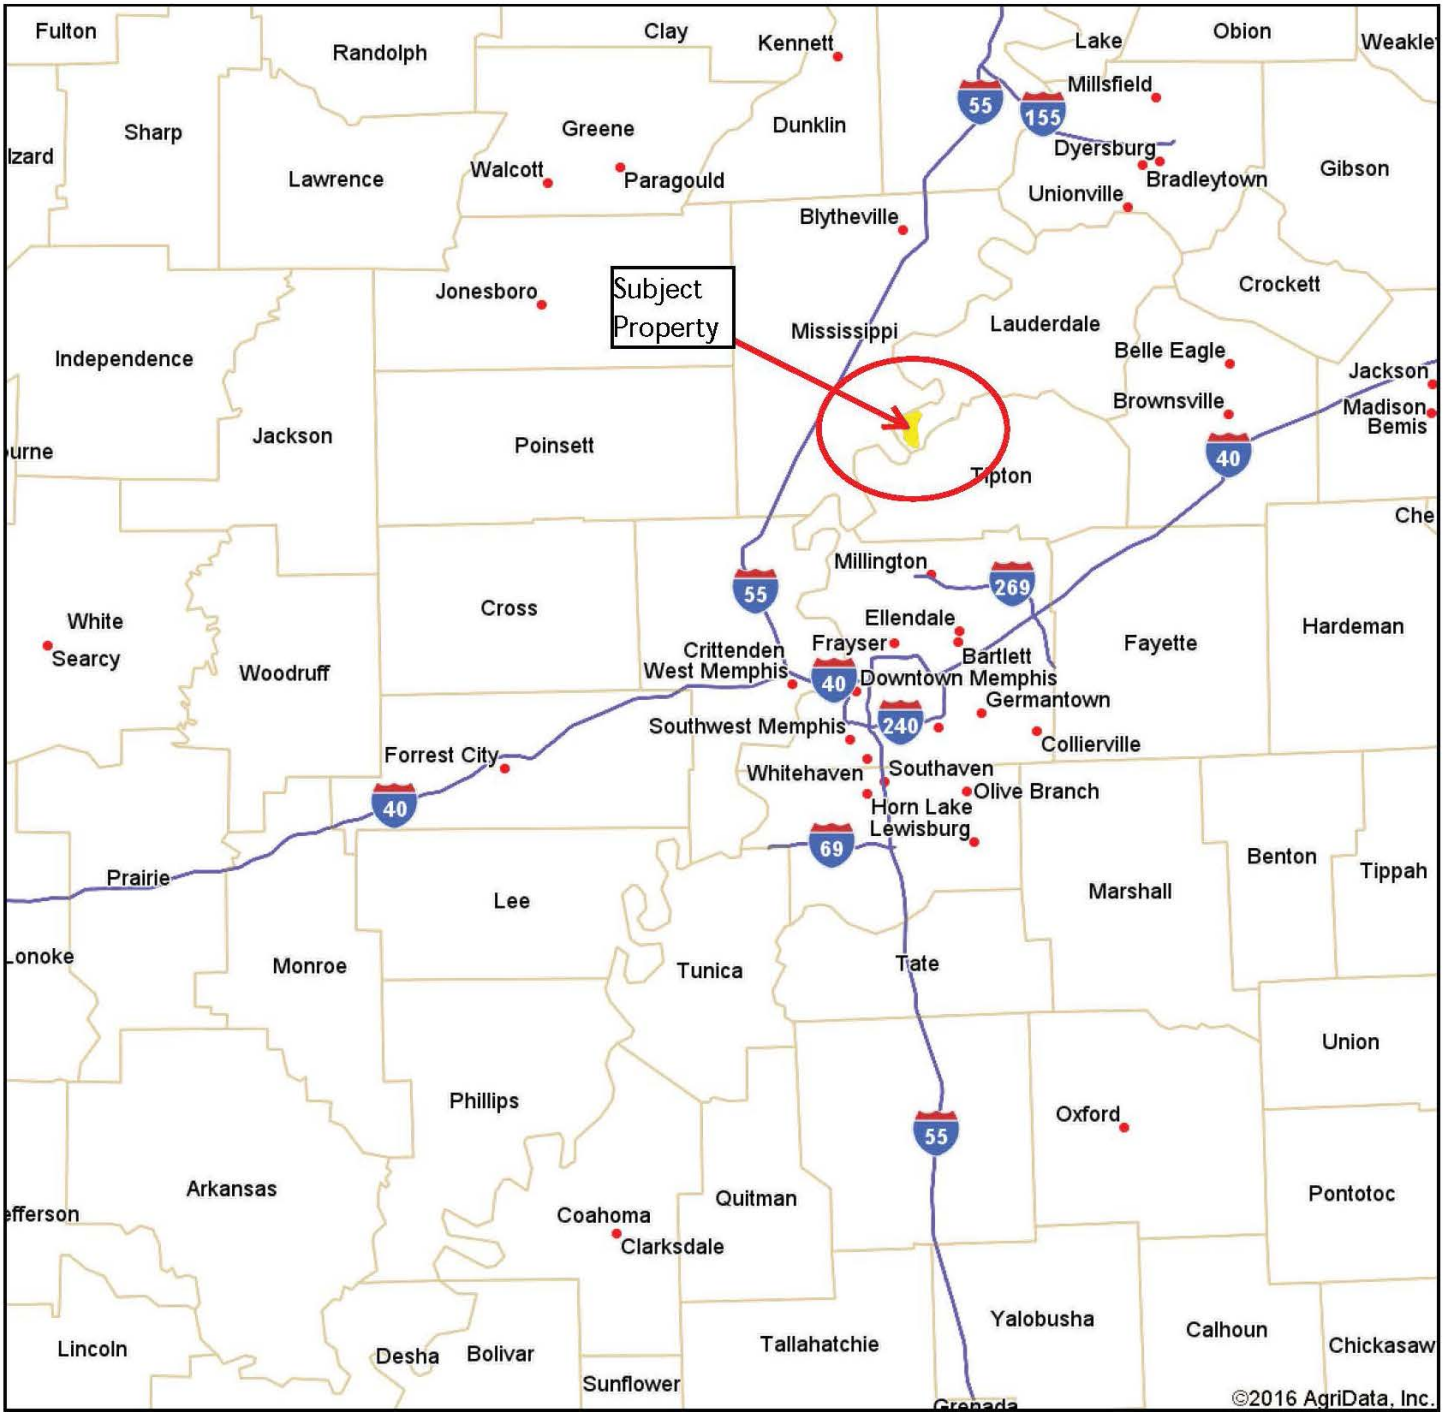 Fulton
Randolph
Clay
Kennett
Lake
Obion
Weakle
Millsfield
55
155
Sharp
Greene
Dunklin
Izard
Lawrence
Walcott
Paragould
Dyersburg
Bradleytown
Gibson
Unionville
Blytheville
Subject
Property
Jonesboro
Crockett
Mississippi
Lauderdale
Independence
Belle Eagle
Jackson
Brownsville
Madison
Bemis
Jackson
Poinsett
urne
40
Tipton
Che
Millington
269
55
Cross
White
Searcy
Ellendale
Frayser
Fayette
Hardeman
Crittenden
West Memphis
Bartlett
Woodruff
40
Downtown Memphis
Germantown
Southwest Memphis
240
Collierville
Forrest City
Whitehaven
Southaven
Olive Branch
40
Horn Lake
Lewisburg
69
Benton
Tippah
Prairie
Lee
Marshall
Lonoke
Monroe
Tunica
Tate
Union
Phillips
Oxford
55
Arkansas
Quitman
Pontotoc
efferson
Coahoma
Clarksdale
Lincoln
Desha
Bolivar
Tallahatchie
Yalobusha
Calhoun
Chickasaw
Sunflower
Grenada
©2016 AgriData, Inc.